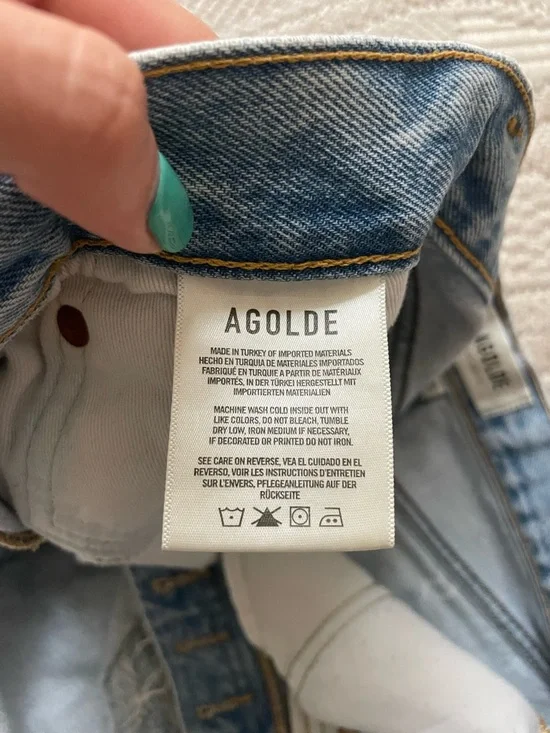 AGOLDE
MADE IN TURKEY OF IMPORTED MATERIALS
HECHO EN TURQUIA DE MATERIALES IMPORTADOS
FABRIQUÉ EN TURQUIE A PARTIR DE MATÉRIAUX
IMPORTÉS, IN DER TÜRKEI HERGESTELLT MIT
IMPORTIERTEN MATERIALIEN
MACHINE WASH COLD INSIDE OUT WITH
LIKE COLORS, DO NOT BLEACH, TUMBLE
DRY LOW, IRON MEDIUM IF NECESSARY,
IF DECORATED OR PRINTED DO NOT IRON.
SEE CARE ON REVERSE, VEA EL CUIDADO EN EL
REVERSO, VOIR LES INSTRUCTIONS D'ENTRETIEN
SUR L'ENVERS, PFLEGEANLEITUNG AUF DER
RÜCKSEITE
AGOLDE